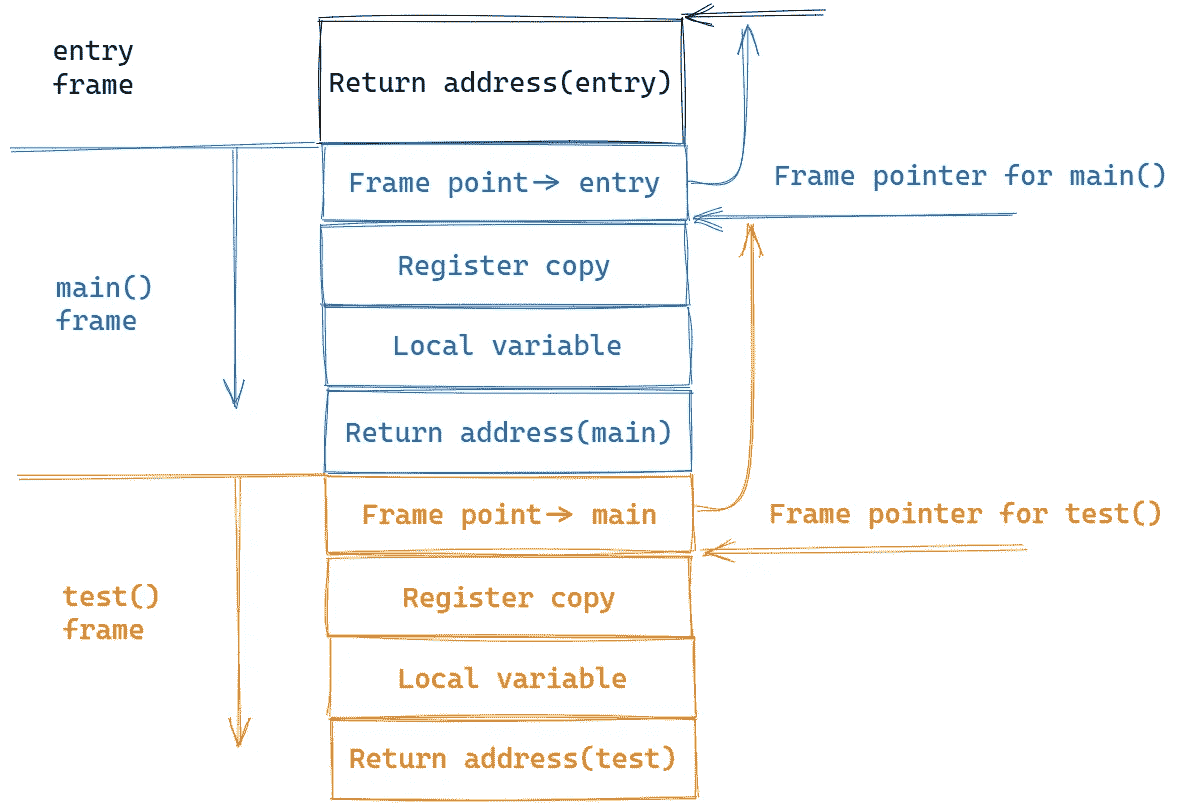 entry
frame
Return address(entry)
Frame point-> entry
Frame pointer for main()
Register copy
main()
frame
Local variable
Return address(main)
Frame point-> main
Frame pointer for test()
test()
frame
Register copy
Local variable
Return address(test)